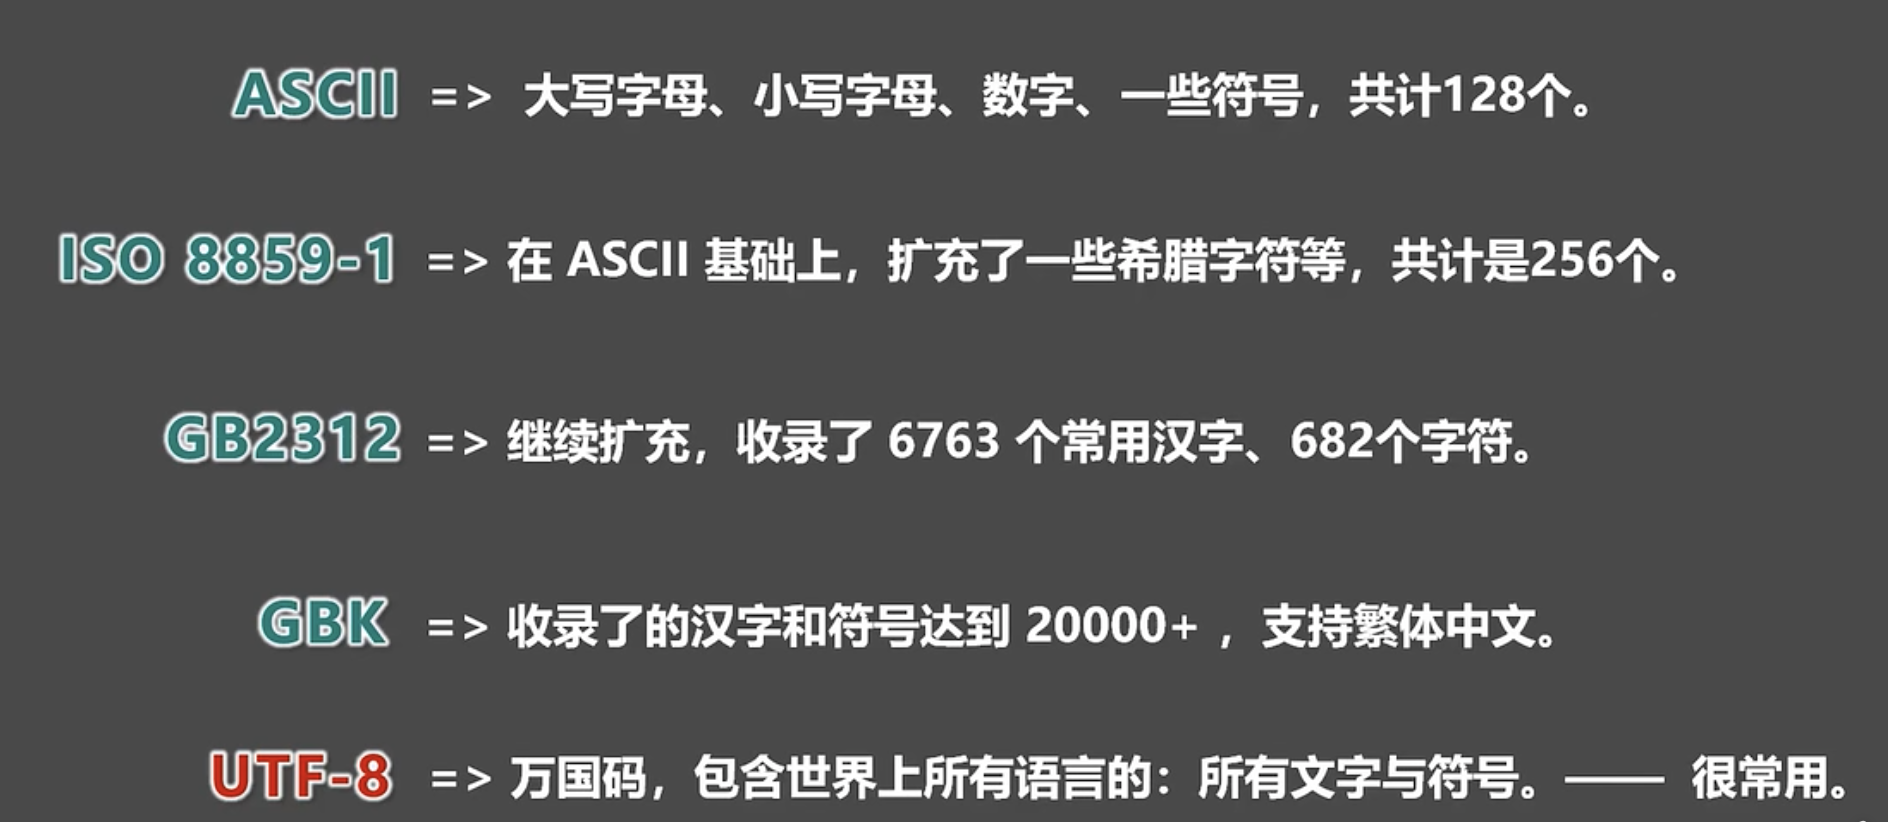 ASCII => 大写字母、小写字母、数字、一些符号，共计128个。
ISO 8859-1 => 在 ASCII 基础上，扩充了一些希腊字符等，共计是256个。
GB2312 => 继续扩充，收录了 6763 个常用汉字、682个字符。
GBK => 收录了的汉字和符号达到 20000+ ，支持繁体中文。
UTF-8 => 万国码，包含世界上所有语言的：所有文字与符号。—— 很常用。